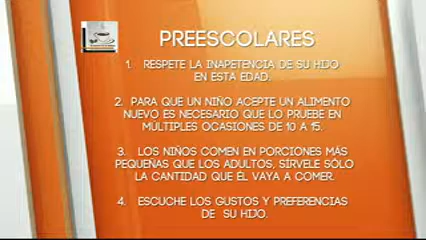 PREESCOLARES
1. RESPETE LA INAPETENCIA DE SU HIJO
EN ESTA EDAD.
2. PARA QUE UN NIÑO ACEPTE UN ALIMENTO
NUEVO ES NECESARIO QUE LO PRUEBE EN
MÚLTIPLES OCASIONES DE 10 A 15.
3. LOS NIÑOS COMEN EN PORCIONES MÁS
PEQUEÑAS QUE LOS ADULTOS, SÍRVELE SÓLO
LA CANTIDAD QUE ÉL VAYA A COMER.
4. ESCUCHE LOS GUSTOS Y PREFERENCIAS
DE SU HIJO.